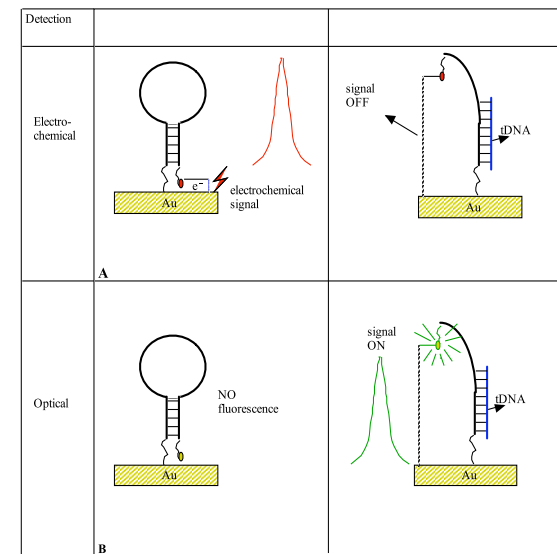 Detection
Electro-
chemical
e⁻
electrochemical
signal
Au
A
signal
OFF
tDNA
Au
Optical
NO
fluorescence
Au
B
signal
ON
tDNA
Au